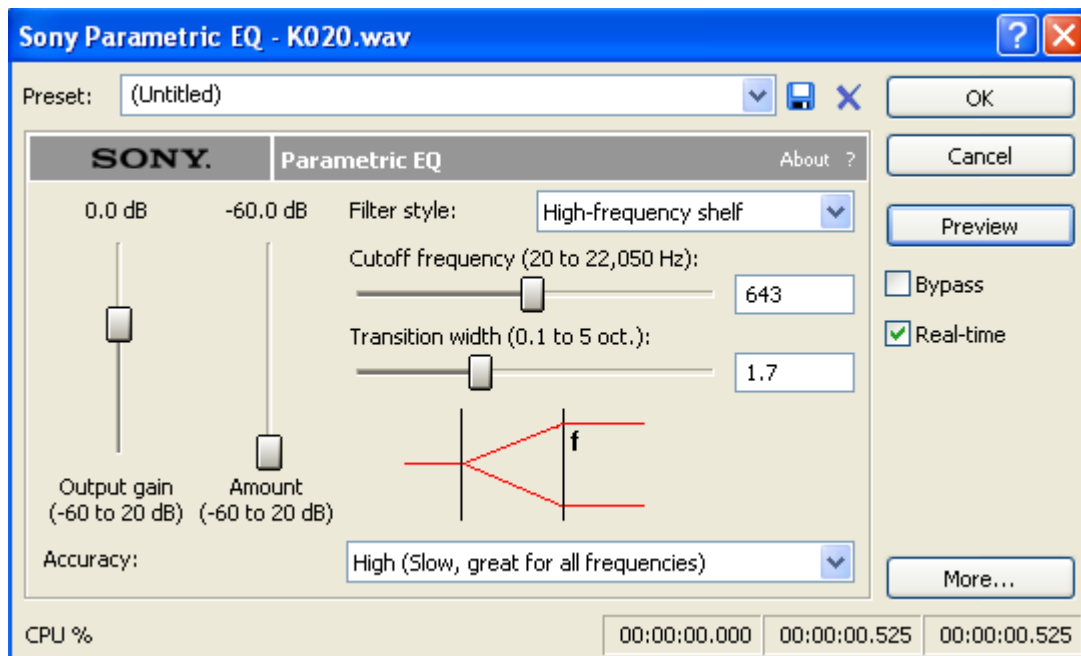 Sony Parametric EQ - K020.wav
?
Preset: (Untitled)
OK
SONY. Parametric EQ About ?
Cancel
0.0 dB -60.0 dB Filter style: High-frequency shelf
Preview
Cutoff frequency (20 to 22,050 Hz):
643
Bypass
Transition width (0.1 to 5 oct.):
Real-time
1.7
f
Output gain
(-60 to 20 dB)
Amount
(-60 to 20 dB)
Accuracy: High (Slow, great for all frequencies)
More...
CPU % 00:00:00.000 00:00:00.525 00:00:00.525